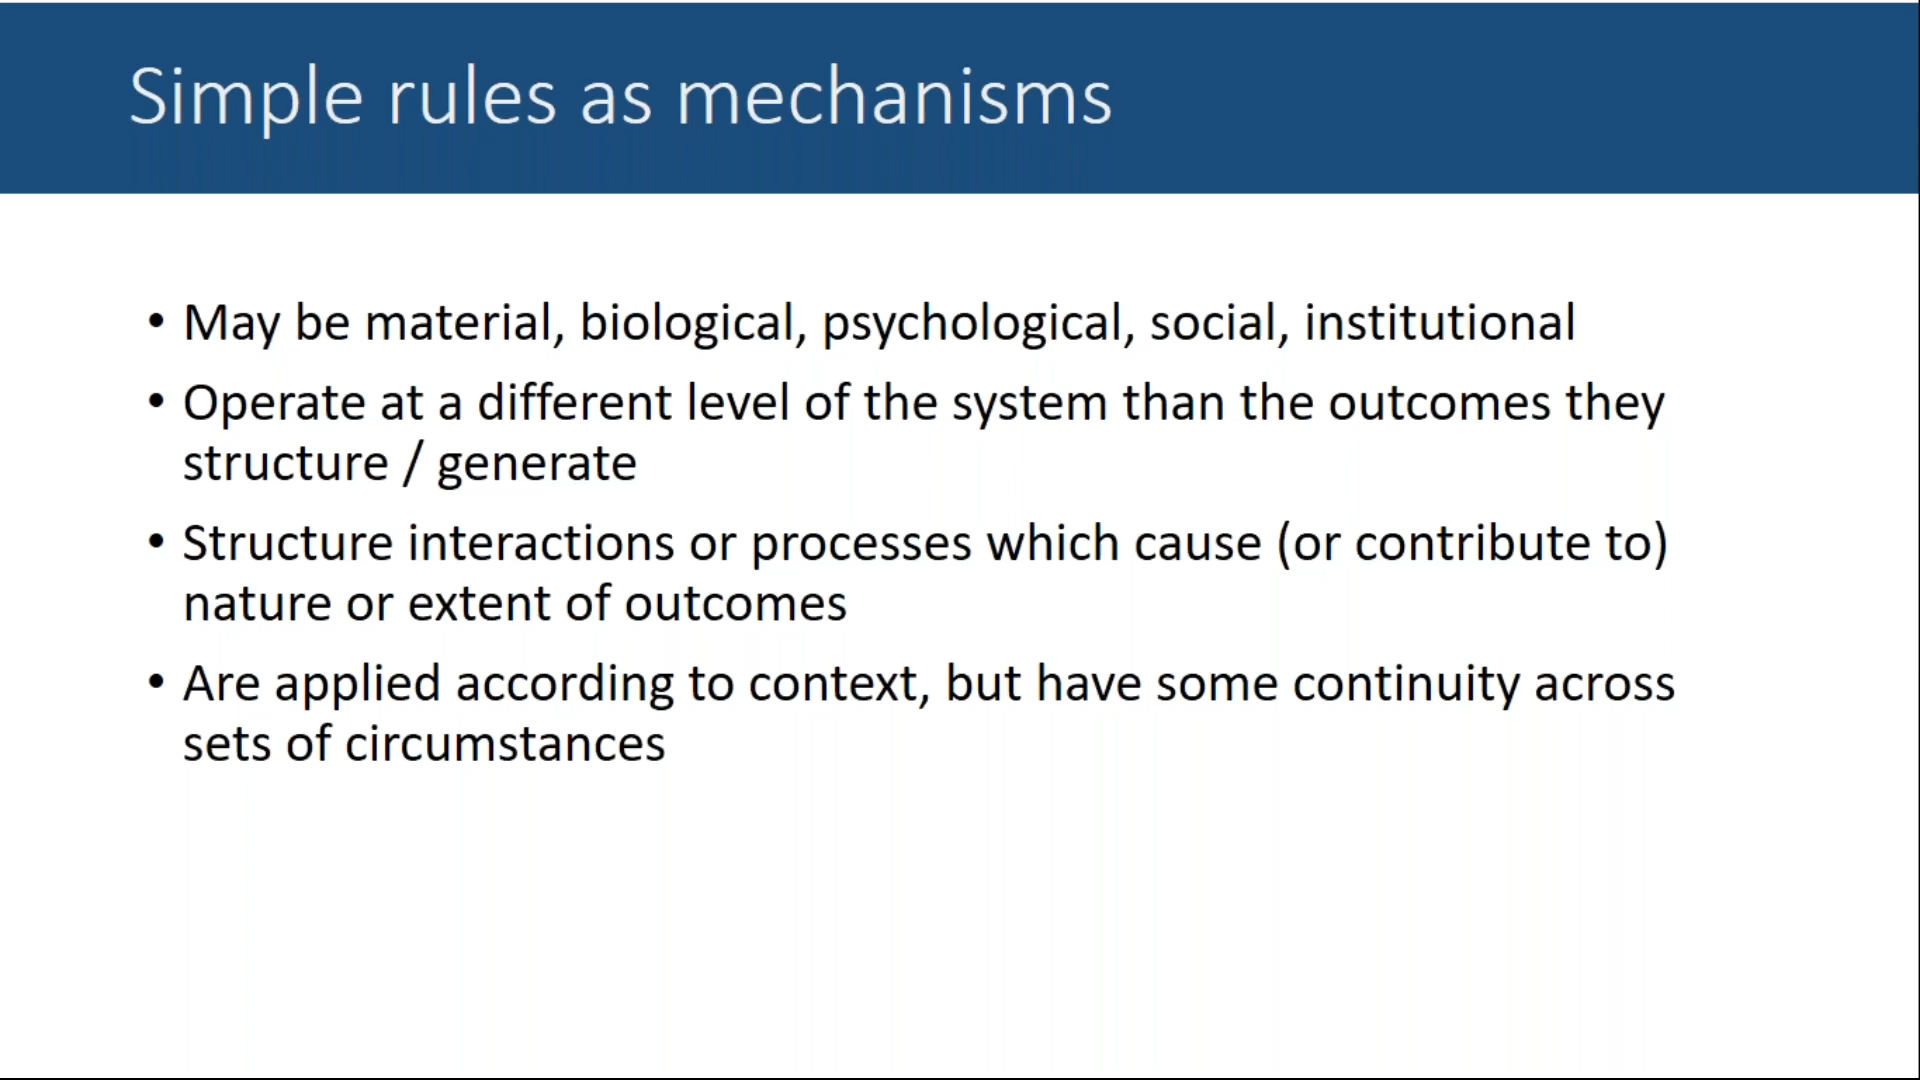 Simple rules as mechanisms
• May be material, biological, psychological, social, institutional
• Operate at a different level of the system than the outcomes they
structure / generate
• Structure interactions or processes which cause (or contribute to)
nature or extent of outcomes
• Are applied according to context, but have some continuity across
sets of circumstances